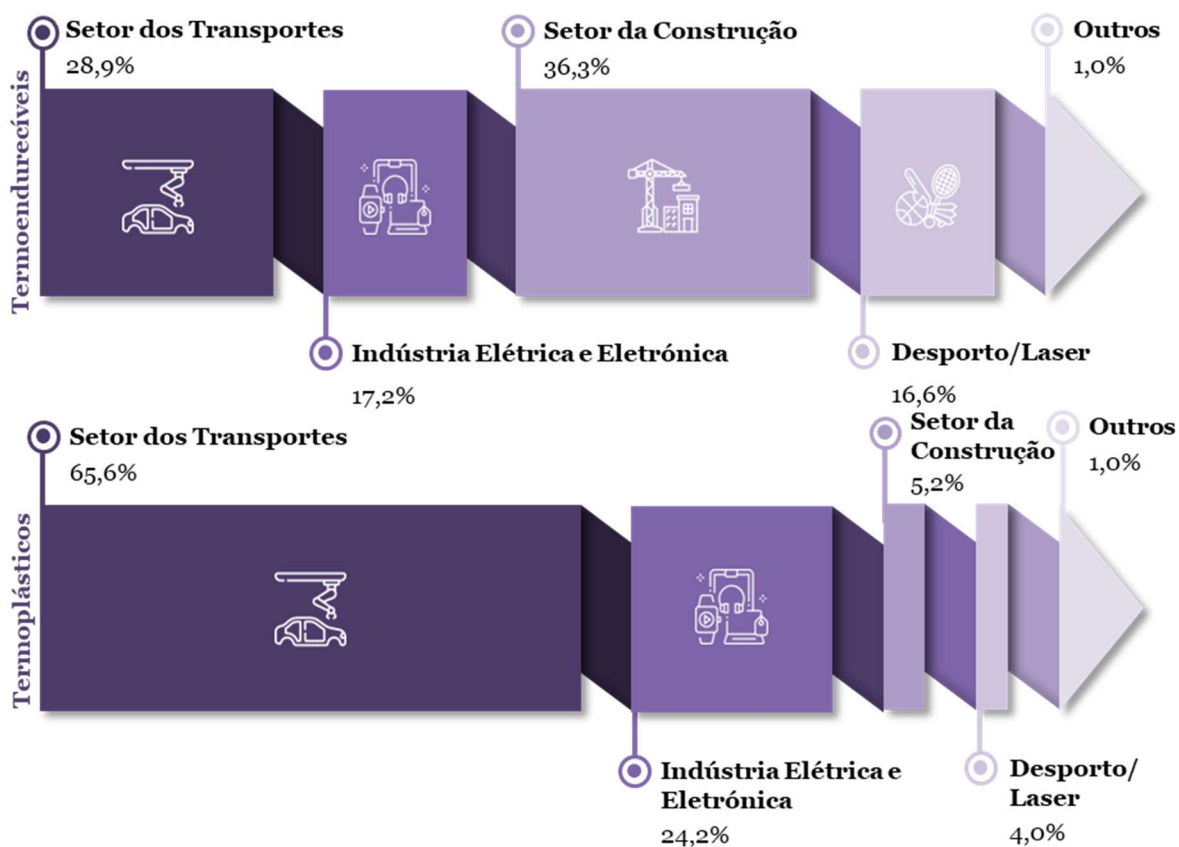 Setor dos Transportes
28,9%
Setor da Construção
36,3%
Outros
1,0%
Termoendurecíveis
Indústria Elétrica e Eletrónica
17,2%
Desporto/Laser
16,6%
Setor dos Transportes
65,6%
Setor da
Construção
5,2%
Outros
1,0%
Termoplásticos
Indústria Elétrica e
Eletrónica
24,2%
Desporto/
Laser
4,0%